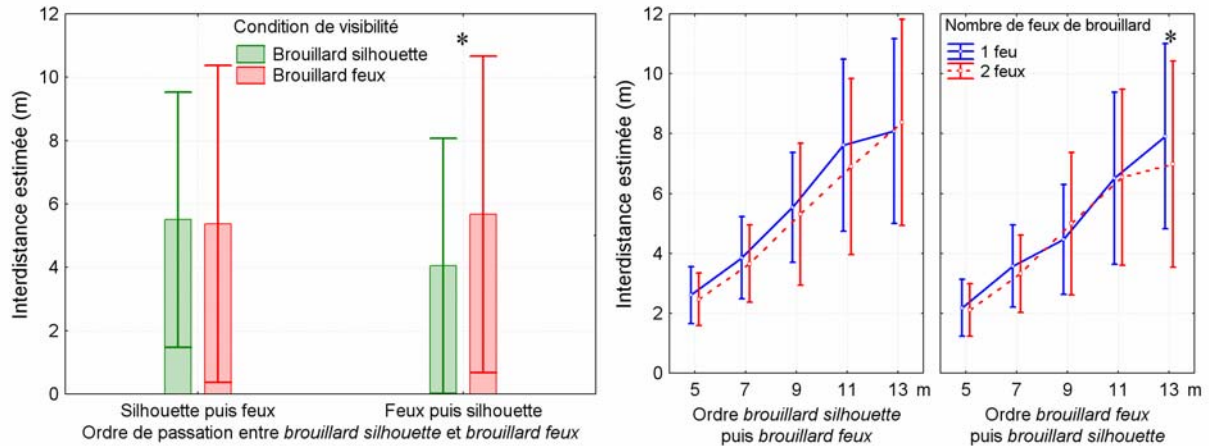 12
10
8
6
4
2
0
Interdistance estimée (m)
Condition de visibilité
Brouillard silhouette
Brouillard feux
*
Silhouette puis feux
Feux puis silhouette
Ordre de passation entre brouillard silhouette et brouillard feux
12
10
8
6
4
2
0
Interdistance estimée (m)
5 7 9 11 13 m
Ordre brouillard silhouette
puis brouillard feux
Nombre de feux de brouillard
1 feu
2 feux
*
5 7 9 11 13 m
Ordre brouillard feux
puis brouillard silhouette